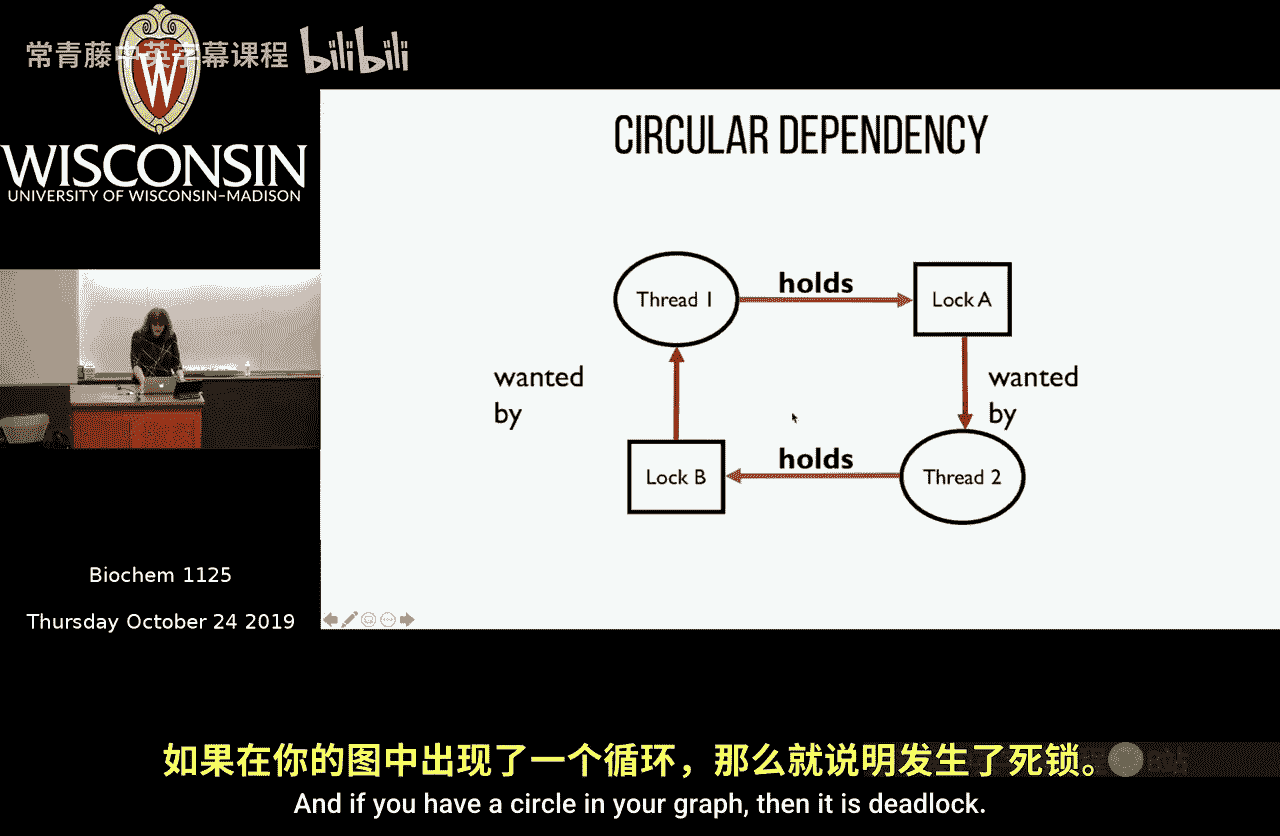 常青藤中英字幕课程 bilibili
W
WISCONSIN
UNIVERSITY OF WISCONSIN-MADISON
CIRCULAR DEPENDENCY
Thread 1
holds
Lock A
wanted
by
wanted
by
Lock B
holds
Thread 2
Biochem 1125
Thursday October 24 2019
如果在你的图中出现了一个循环，那么就说明发生了死锁。
And if you have a circle in your graph, then it is deadlock.